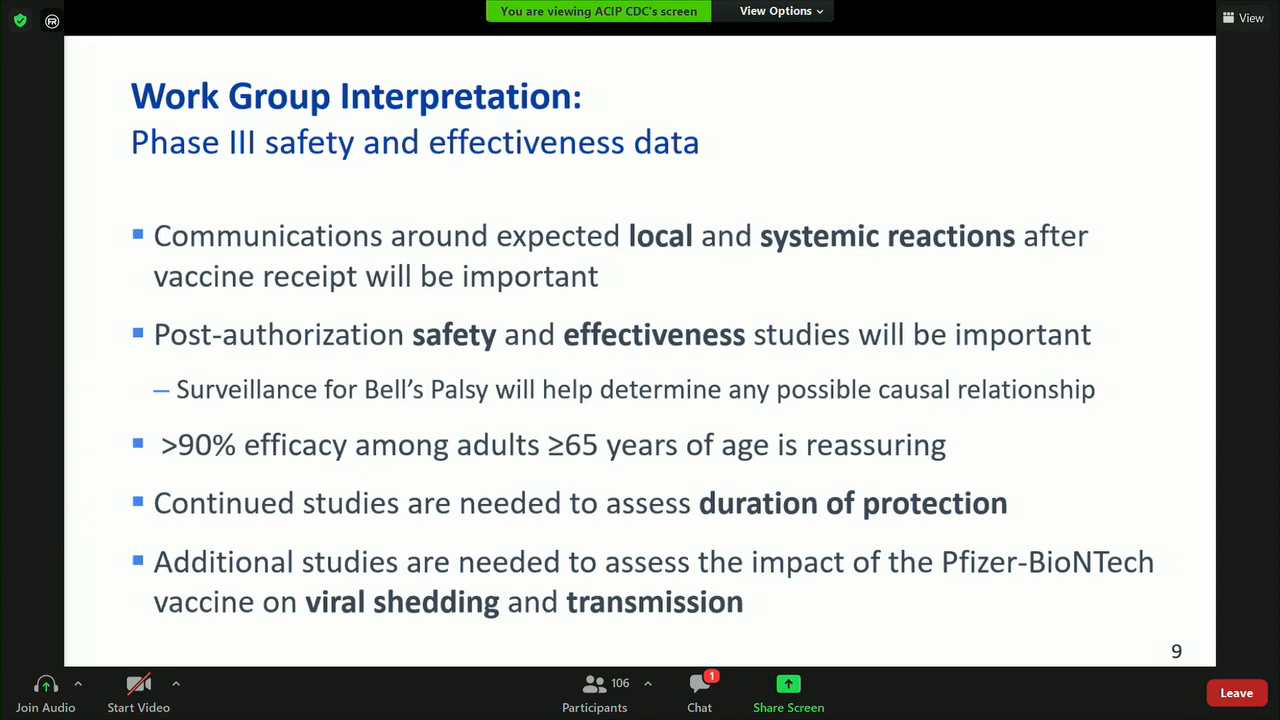 You are viewing ACIP CDC's screen
View Options
View
FR
Work Group Interpretation:
Phase III safety and effectiveness data
Communications around expected local and systemic reactions after
vaccine receipt will be important
Post-authorization safety and effectiveness studies will be important
– Surveillance for Bell’s Palsy will help determine any possible causal relationship
>90% efficacy among adults ≥65 years of age is reassuring
Continued studies are needed to assess duration of protection
Additional studies are needed to assess the impact of the Pfizer-BioNTech
vaccine on viral shedding and transmission
9
Join Audio
Start Video
106
Participants
1
Chat
Share Screen
Leave